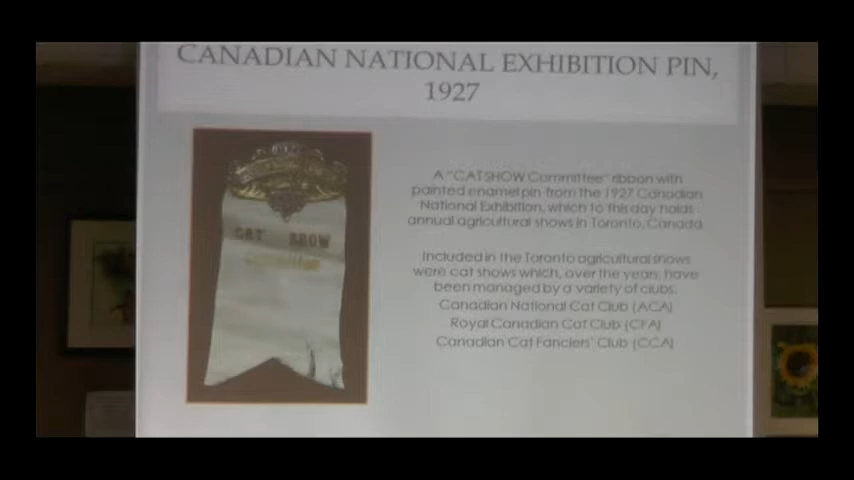 CANADIAN NATIONAL EXHIBITION PIN,
1927
A "CAT SHOW Committee" ribbon with
painted enamel pin from the 1927 Canadian
National Exhibition, which to this day holds
annual agricultural shows in Toronto, Canada
Included in the Toronto agricultural shows
were cat shows which, over the years, have
been managed by a variety of clubs.
Canadian National Cat Club (ACA)
Royal Canadian Cat Club (CFA)
Canadian Cat Fanciers' Club (CCA)
CAT SHOW